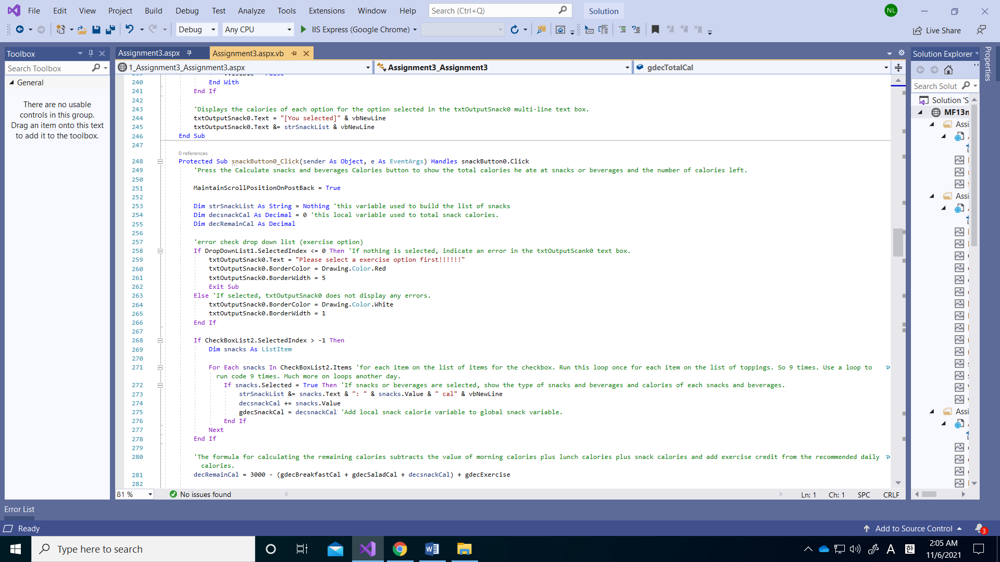 File Edit View Project Build Debug Test Analyze Tools Extensions Window Help Search (Ctrl+Q) Solution NL
Debug Any CPU IIS Express (Google Chrome) Live Share
Toolbox
Search Toolbox
General
There are no usable
controls in this group.
Drag an item onto this text
to add it to the toolbox.
Assignment3.aspx Assignment3.aspx.vb
1_Assignment3_Assignment3.aspx Assignment3_Assignment3 gdecTotalCal
240 End With
241 End If
242
243 'Displays the calories of each option for the option selected in the txtOutputSnack0 multi-line text box.
244 txtOutputSnack0.Text = "[You selected]" & vbNewLine
245 txtOutputSnack0.Text &= strSnackList & vbNewLine
246 End Sub
247
0 references
248 Protected Sub snackButton0_Click(sender As Object, e As EventArgs) Handles snackButton0.Click
249 'Press the Calculate snacks and beverages Calories button to show the total calories he ate at snacks or beverages and the number of calories left.
250
251 MaintainScrollPositionOnPostBack = True
252
253 Dim strSnackList As String = Nothing 'this variable used to build the list of snacks
254 Dim decsnackCal As Decimal = 0 'this local variable used to total snack calories.
255 Dim decRemainCal As Decimal
256
257 'error check drop down list (exercise option)
258 If DropDownList1.SelectedIndex <= 0 Then 'If nothing is selected, indicate an error in the txtOutputScank0 text box.
259 txtOutputSnack0.Text = "Please select a exercise option first!!!!!!"
260 txtOutputSnack0.BorderColor = Drawing.Color.Red
261 txtOutputSnack0.BorderWidth = 5
262 Exit Sub
263 Else 'If selected, txtOutputSnack0 does not display any errors.
264 txtOutputSnack0.BorderColor = Drawing.Color.White
265 txtOutputSnack0.BorderWidth = 1
266 End If
267
268 If CheckBoxList2.SelectedIndex > -1 Then
269 Dim snacks As ListItem
270
271 For Each snacks In CheckBoxList2.Items 'for each item on the list of items for the checkbox. Run this loop once for each item on the list of toppings. So 9 times. Use a loop to
run code 9 times. Much more on loops another day.
272 If snacks.Selected = True Then 'If snacks or beverages are selected, show the type of snacks and beverages and calories of each snacks and beverages.
273 strSnackList &= snacks.Text & ": " & snacks.Value & " cal" & vbNewLine
274 decsnackCal += snacks.Value
275 gdecSnackCal = decsnackCal 'Add local snack calorie variable to global snack variable.
276 End If
277 Next
278 End If
279
280 'The formula for calculating the remaining calories subtracts the value of morning calories plus lunch calories plus snack calories and add exercise credit from the recommended daily
calories.
281 decRemainCal = 3000 - (gdecBreakfastCal + gdecSaladCal + decsnackCal) + gdecExercise
282
81 % No issues found Ln: 1 Ch: 1 SPC CRLF
Solution Explorer
Search Solut
Solution 'S
MF13
Assi
Assi
Assi
Properties
Error List
Ready Add to Source Control 3
Type here to search
A 한 2:05 AM
11/6/2021